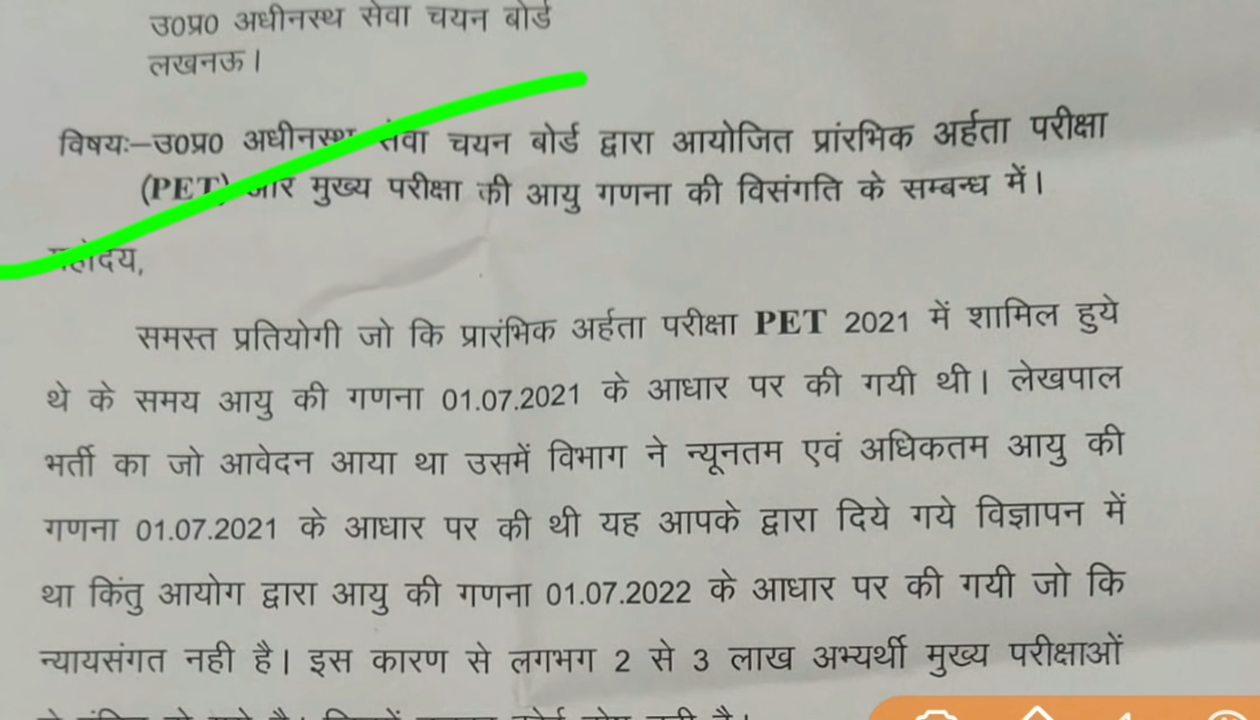 उ0प्र0 अधीनस्थ सेवा चयन बोर्ड
लखनऊ।
विषयः–उ0प्र0 अधीनस्थ सेवा चयन बोर्ड द्वारा आयोजित प्रांरभिक अर्हता परीक्षा
(PET) और मुख्य परीक्षा की आयु गणना की विसंगति के सम्बन्ध में।
महोदय,
समस्त प्रतियोगी जो कि प्रारंभिक अर्हता परीक्षा PET 2021 में शामिल हुये
थे के समय आयु की गणना 01.07.2021 के आधार पर की गयी थी। लेखपाल
भर्ती का जो आवेदन आया था उसमें विभाग ने न्यूनतम एवं अधिकतम आयु की
गणना 01.07.2021 के आधार पर की थी यह आपके द्वारा दिये गये विज्ञापन में
था किंतु आयोग द्वारा आयु की गणना 01.07.2022 के आधार पर की गयी जो कि
न्यायसंगत नही है। इस कारण से लगभग 2 से 3 लाख अभ्यर्थी मुख्य परीक्षाओं